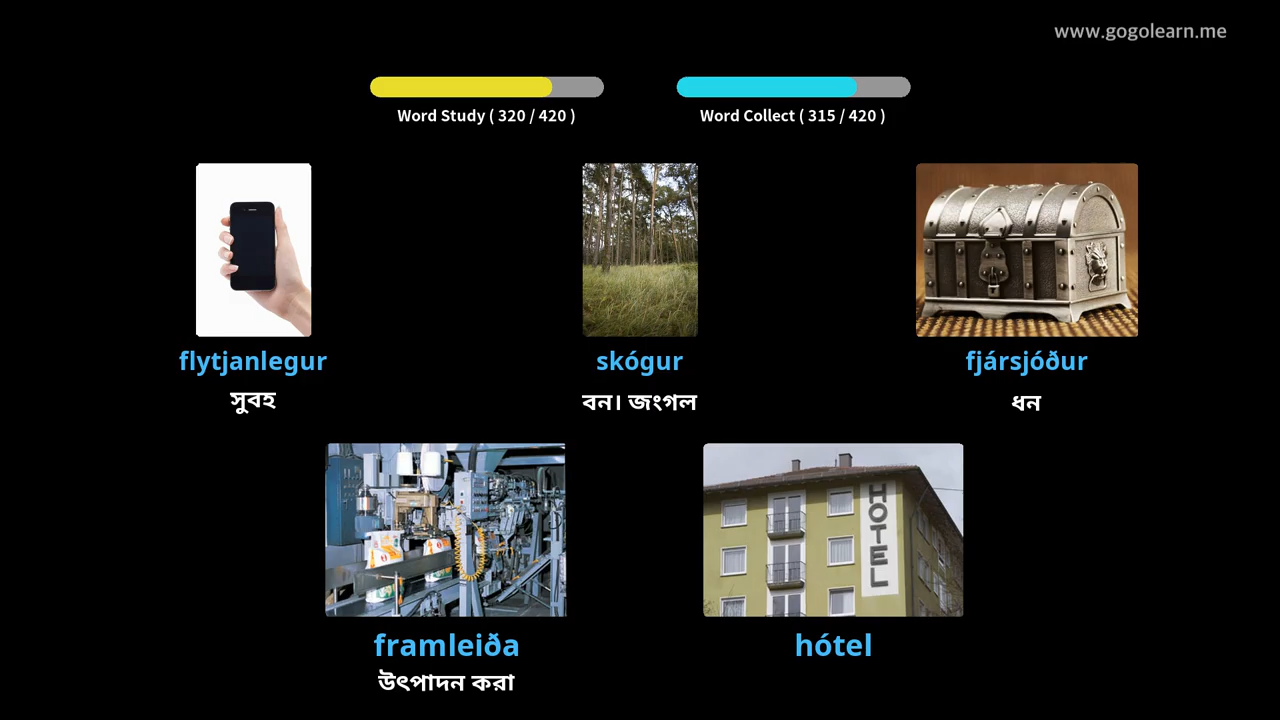 www.gogolearn.me
Word Study ( 320 / 420 )
Word Collect ( 315 / 420 )
flytjanlegur
skógur
fjársjóður
সুবহ
বন। জংগল
ধন
HOTEL
framleiða
hótel
উৎপাদন করা